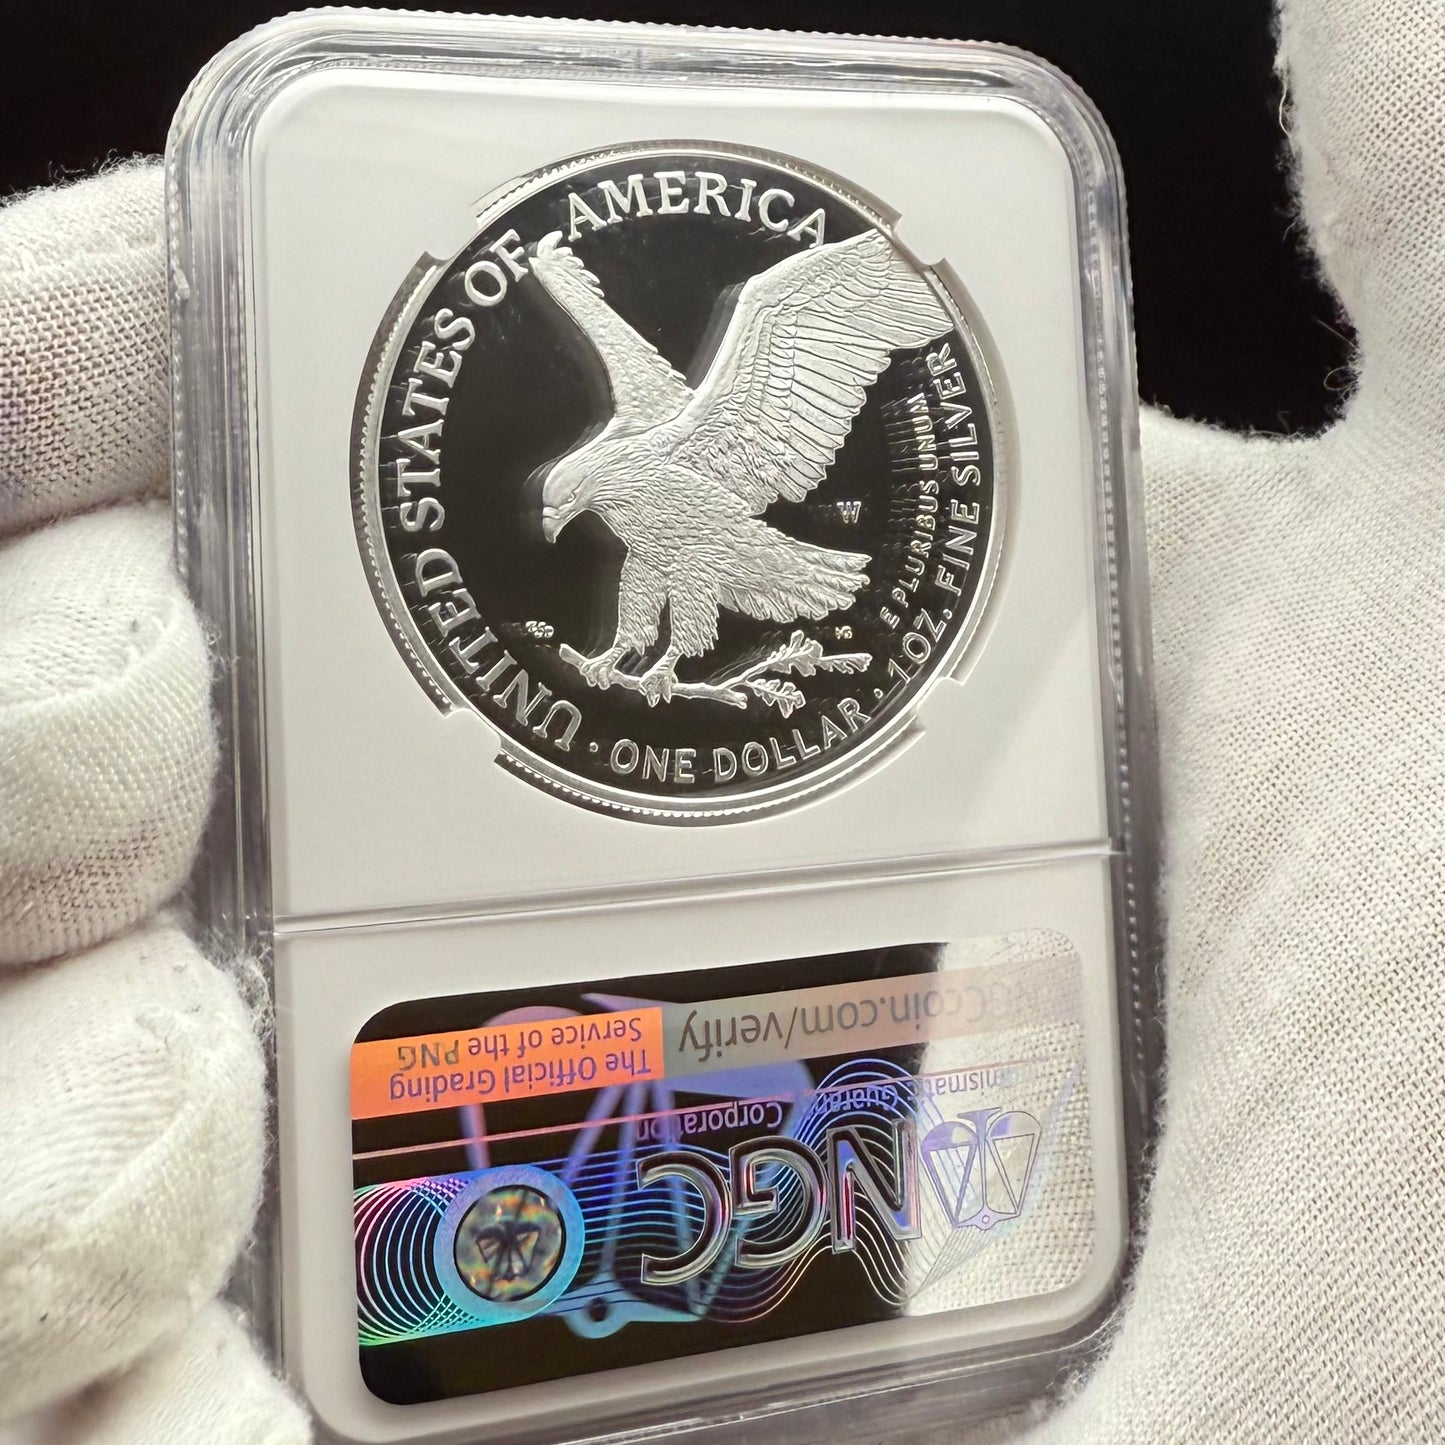 UNITED STATES OF AMERICA
W
E PLURIBUS UNUM
· ONE DOLLAR · 1 OZ. FINE SILVER
NGCcoin.com/verify
The Official Grading
Service of the PNG
Corporation
NGC